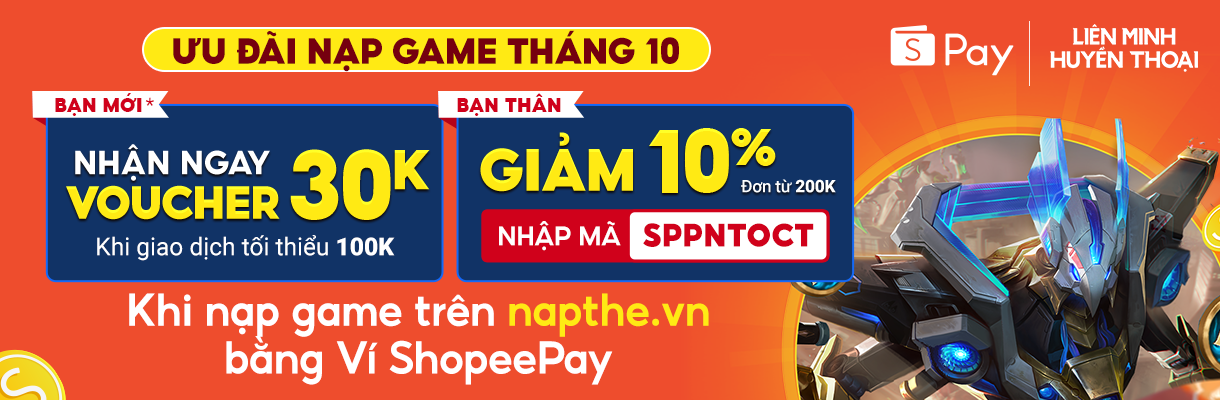 ƯU ĐÃI NẠP GAME THÁNG 10
S Pay
LIÊN MINH
HUYỀN THOẠI
BẠN MỚI*
NHẬN NGAY
VOUCHER 30K
Khi giao dịch tối thiểu 100K
BẠN THÂN
GIẢM 10%
Đơn từ 200K
NHẬP MÃ SPPNTOCT
Khi nạp game trên napthe.vn
bằng Ví ShopeePay